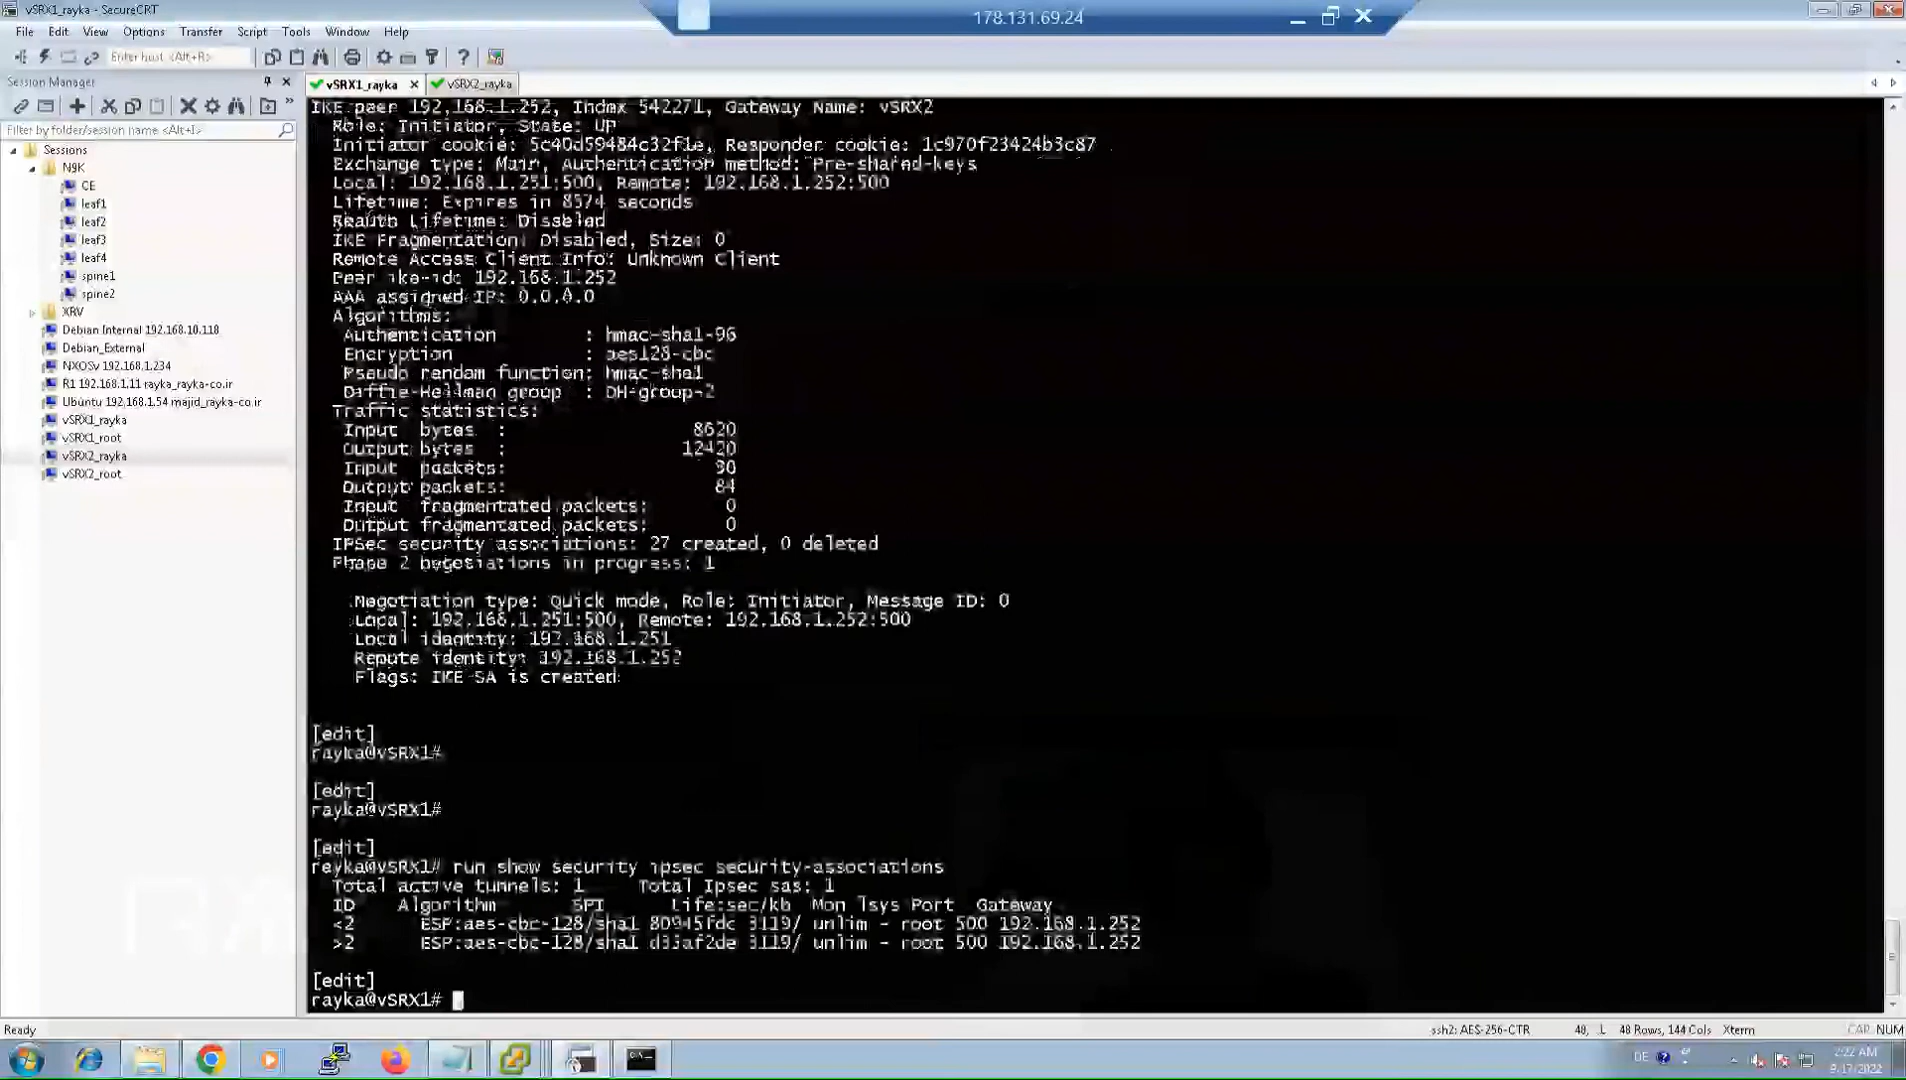 vSRX1_rayka - SecureCRT
178.131.69.24
File Edit View Options Transfer Script Tools Window Help
Enter host <Alt+R>
Session Manager
vSRX1_rayka
vSRX2_rayka
Filter by folder/session name <Alt+I>
Sessions
N9K
CE
leaf1
leaf2
leaf3
leaf4
spine1
spine2
XRV
Debian Internal 192.168.10.118
Debian_External
NXOSv 192.168.1.234
R1 192.168.1.11 rayka_rayka-co.ir
Ubuntu 192.168.1.54 majid_rayka-co.ir
vSRX1_rayka
vSRX1_root
vSRX2_rayka
vSRX2_root
IKE peer 192.168.1.252, Index 542271, Gateway Name: vSRX2
Role: Initiator, State: UP
Initiator cookie: 5c40d59484c32f1e, Responder cookie: 1c970f23424b3c87
Exchange type: Main, Authentication method: Pre-shared-keys
Local: 192.168.1.251:500, Remote: 192.168.1.252:500
Lifetime: Expires in 8574 seconds
Reauth Lifetime: Disabled
IKE Fragmentation: Disabled, Size: 0
Remote Access Client Info: Unknown Client
Peer ike-id: 192.168.1.252
AAA assigned IP: 0.0.0.0
Algorithms:
Authentication : hmac-sha1-96
Encryption : aes128-cbc
Pseudo random function: hmac-sha1
Diffie-Hellman group : DH-group-2
Traffic statistics:
Input bytes : 8620
Output bytes : 12420
Input packets: 90
Output packets: 84
Input fragmentated packets: 0
Output fragmentated packets: 0
IPSec security associations: 27 created, 0 deleted
Phase 2 negotiations in progress: 1
Negotiation type: Quick mode, Role: Initiator, Message ID: 0
Local: 192.168.1.251:500, Remote: 192.168.1.252:500
Local identity: 192.168.1.251
Remote identity: 192.168.1.252
Flags: IKE SA is created
[edit]
rayka@vSRX1#
[edit]
rayka@vSRX1#
[edit]
rayka@vSRX1# run show security ipsec security-associations
Total active tunnels: 1 Total Ipsec sas: 1
ID Algorithm SPI Life:sec/kb Mon lsys Port Gateway
<2 ESP:aes-cbc-128/sha1 80945fdc 3119/ unlim - root 500 192.168.1.252
>2 ESP:aes-cbc-128/sha1 d33af2de 3119/ unlim - root 500 192.168.1.252
[edit]
rayka@vSRX1#
Ready
ssh2: AES-256-CTR 48, 48 Rows, 144 Cols Xterm CAP NUM
DE
2:22 AM
9/17/2022